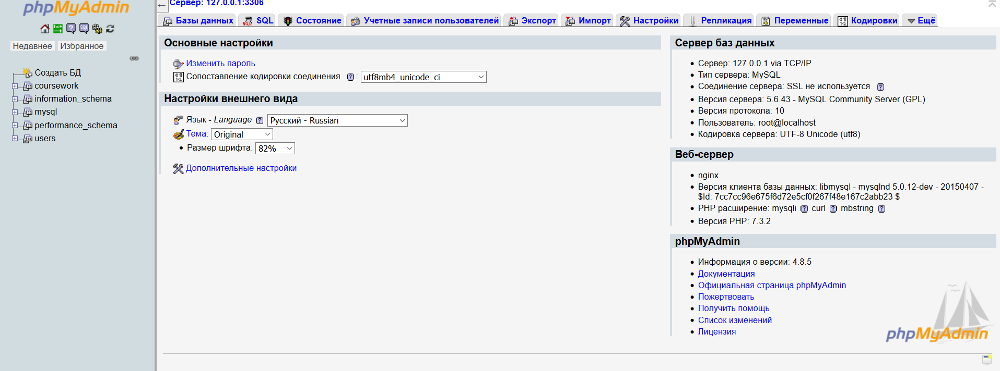 phpMyAdmin
Exit
SQL
Недавнее Избранное
Создать БД
coursework
information_schema
mysql
performance_schema
users
Сервер: 127.0.0.1:3306
Базы данных SQL Состояние Учетные записи пользователей Экспорт Импорт Настройки Репликация Переменные Кодировки Ещё
Основные настройки
Изменить пароль
Сопоставление кодировки соединения : utf8mb4_unicode_ci
Настройки внешнего вида
Язык - Language Русский - Russian
Тема: Original
Размер шрифта: 82%
Дополнительные настройки
Сервер баз данных
Сервер: 127.0.0.1 via TCP/IP
Тип сервера: MySQL
Соединение сервера: SSL не используется
Версия сервера: 5.6.43 - MySQL Community Server (GPL)
Версия протокола: 10
Пользователь: root@localhost
Кодировка сервера: UTF-8 Unicode (utf8)
Веб-сервер
nginx
Версия клиента базы данных: libmysql - mysqlnd 5.0.12-dev - 20150407 -
$Id: 7cc7cc96e675f6d72e5cf0f267f48e167c2abb23 $
PHP расширение: mysqli curl mbstring
Версия PHP: 7.3.2
phpMyAdmin
Информация о версии: 4.8.5
Документация
Официальная страница phpMyAdmin
Пожертвовать
Получить помощь
Список изменений
Лицензия
phpMyAdmin